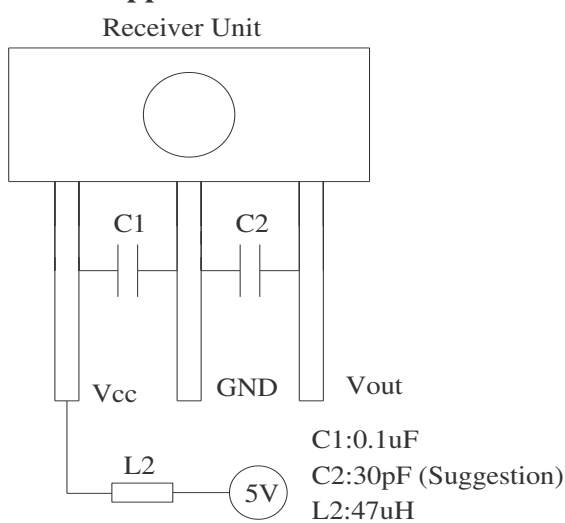 Receiver Unit
C1
C2
Vcc
GND
Vout
L2
5V
C1:0.1uF
C2:30pF (Suggestion)
L2:47uH